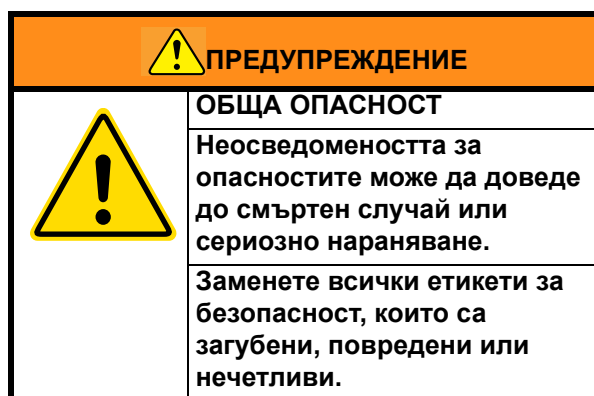 ПРЕДУПРЕЖДЕНИЕ
ОБЩА ОПАСНОСТ
Неосведомеността за
опасностите може да доведе
до смъртен случай или
сериозно нараняване.
Заменете всички етикети за
безопасност, които са
загубени, повредени или
нечетливи.